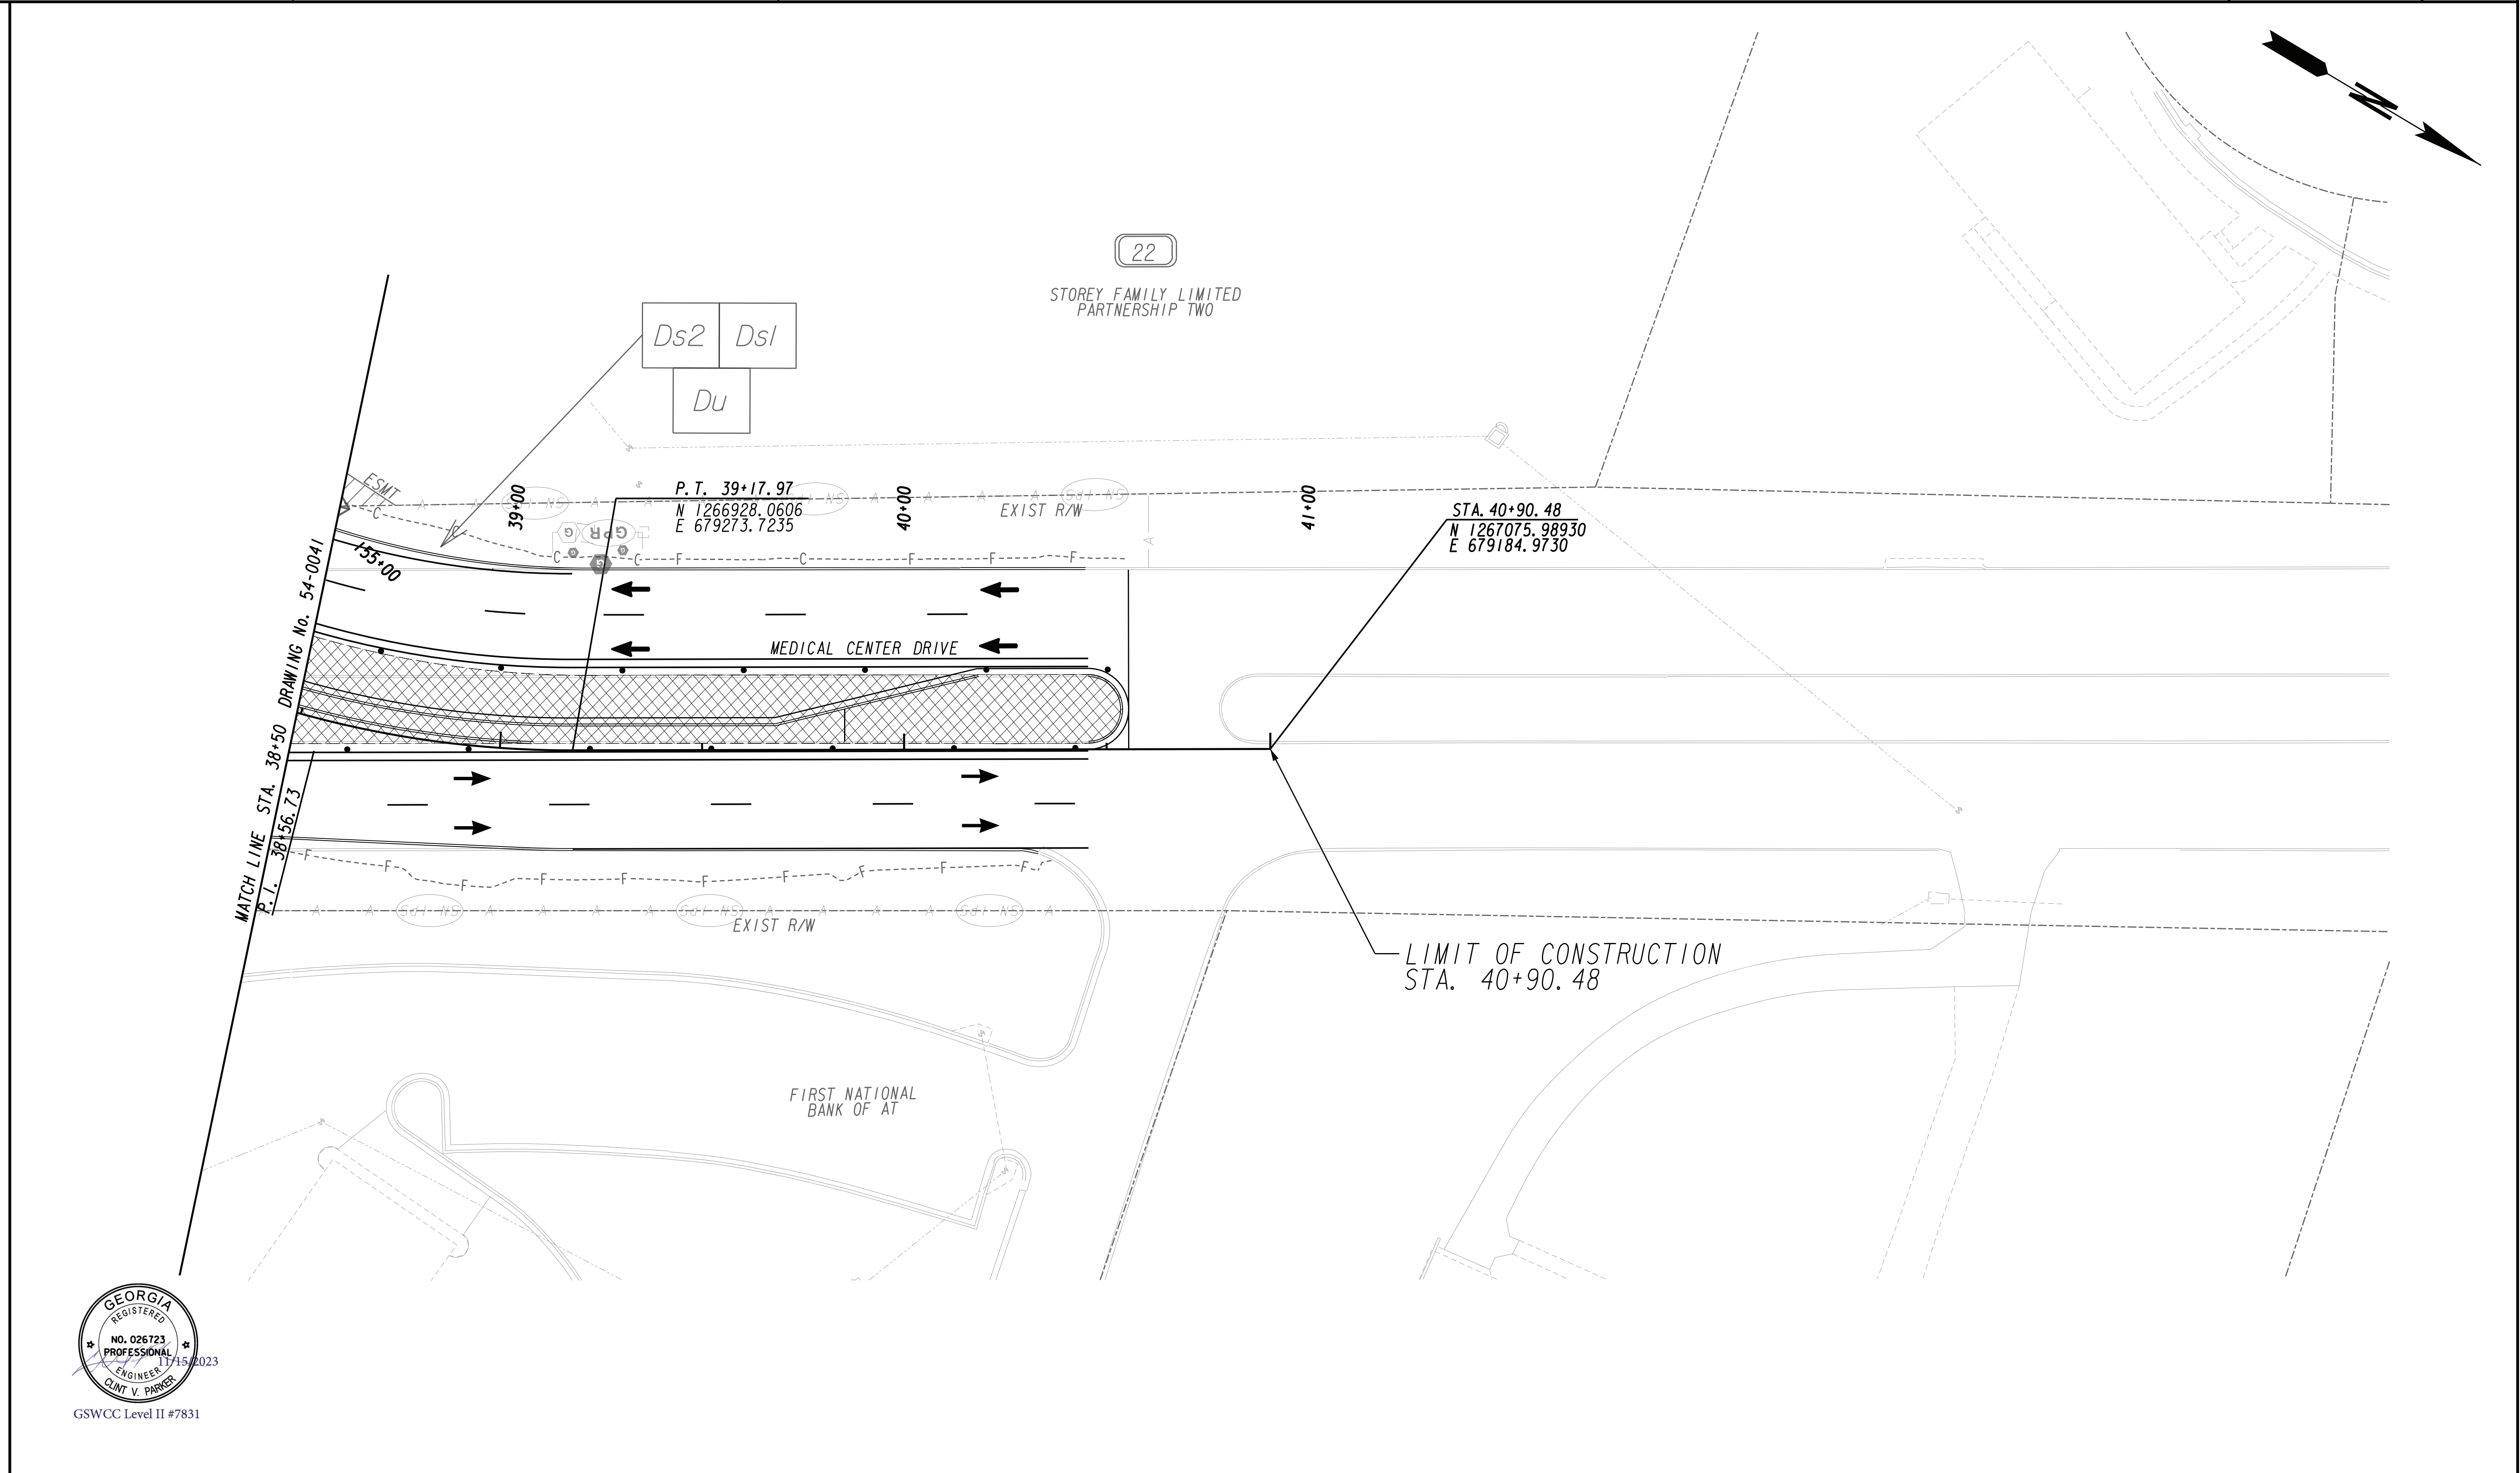 N
22
STOREY FAMILY LIMITED
PARTNERSHIP TWO
Ds2
Ds1
Du
ESMT
39+00
P.T. 39+17.97
N 1266928.0606
E 679273.7235
40+00
EXIST R/W
41+00
STA. 40+90.48
N 1267075.98930
E 679184.9730
GPR
G
155+00
C
C
C
C
F
C
F
F
F
A
MEDICAL CENTER DRIVE
MATCH LINE STA. 38+50 DRAWING No. 54-0041
P.I. 38+56.73
F
F
F
F
F
F
F
F
F
F
EXIST R/W
LIMIT OF CONSTRUCTION
STA. 40+90.48
FIRST NATIONAL
BANK OF AT
GEORGIA
REGISTERED
NO. 026723
PROFESSIONAL
ENGINEER
CLINT V. PARKER
11/15/2023
GSWCC Level II #7831